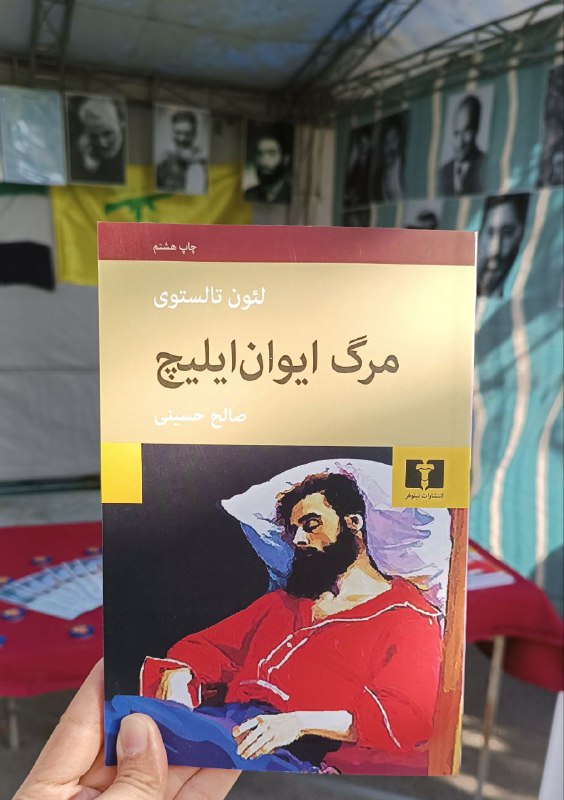 چاپ هشتم
لئون تالستوی
مرگ ایوان‌ایلیچ
صالح حسینی
انتشارات نیلوفر